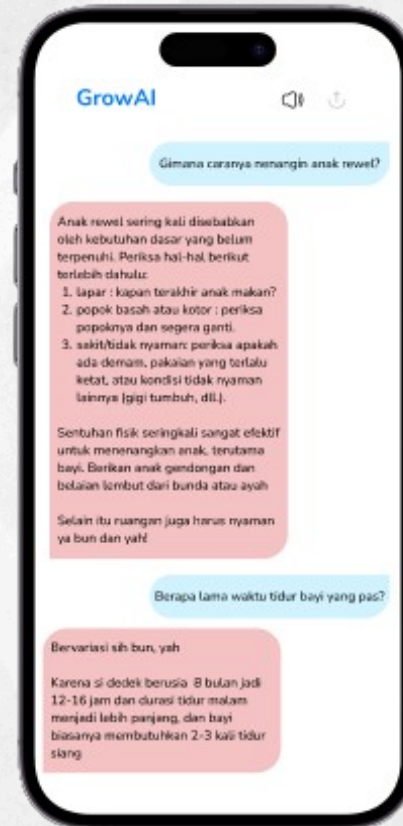 GrowAI
Gimana caranya nenangin anak rewel?
Anak rewel sering kali disebabkan
oleh kebutuhan dasar yang belum
terpenuhi. Periksa hal-hal berikut
terlebih dahulu:
1. lapar : kapan terakhir anak makan?
2. popok basah atau kotor : periksa
popoknya dan segera ganti.
3. sakit/tidak nyaman: periksa apakah
ada demam, pakaian yang terlalu
ketat, atau kondisi tidak nyaman
lainnya (gigi tumbuh, dll.).
Sentuhan fisik seringkali sangat efektif
untuk menenangkan anak, terutama
bayi. Berikan anak gendongan dan
belaian lembut dari bunda atau ayah
Selain itu ruangan juga harus nyaman
ya bun dan yah!
Berapa lama waktu tidur bayi yang pas?
Bervariasi sih bun, yah
Karena si dedek berusia 8 bulan jadi
12-16 jam dan durasi tidur malam
menjadi lebih panjang, dan bayi
biasanya membutuhkan 2-3 kali tidur
siang